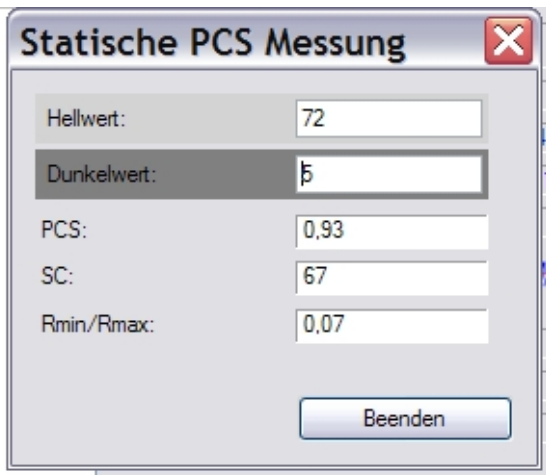 Statische PCS Messung
Hellwert: 72
Dunkelwert: 5
PCS: 0,93
SC: 67
Rmin/Rmax: 0,07
Beenden